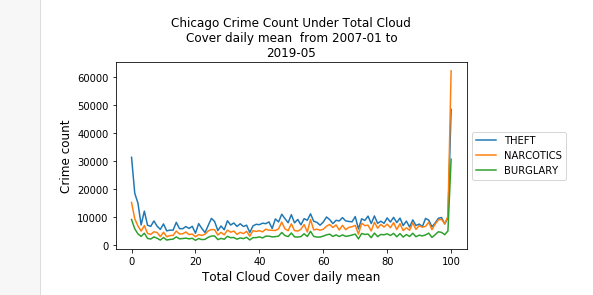 Chicago Crime Count Under Total Cloud
Cover daily mean from 2007-01 to
2019-05
Crime count
60000
50000
40000
30000
20000
10000
0
0 20 40 60 80 100
Total Cloud Cover daily mean
THEFT
NARCOTICS
BURGLARY